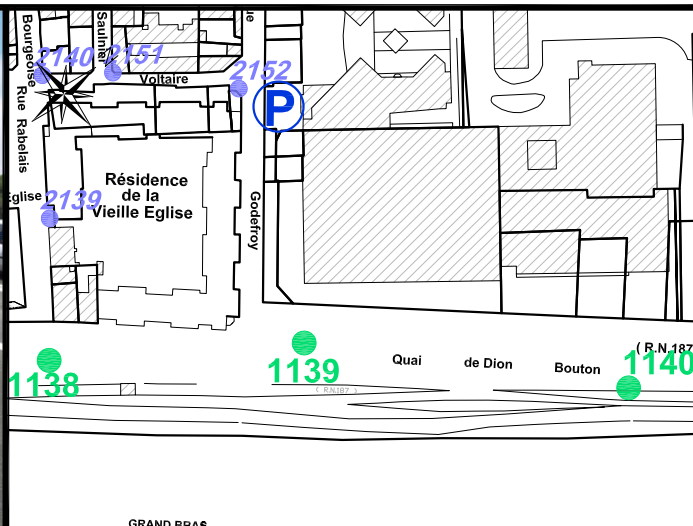 Bourgeoise
Saulnier
ue
2140
2151
Voltaire
2152
P
Rue Rabelais
Résidence
de la
Vieille Eglise
Eglise
2139
Godefroy
( R.N.187
Quai de Dion Bouton
1138
1139
1140
( R.N.187 )
GRAND BRAS